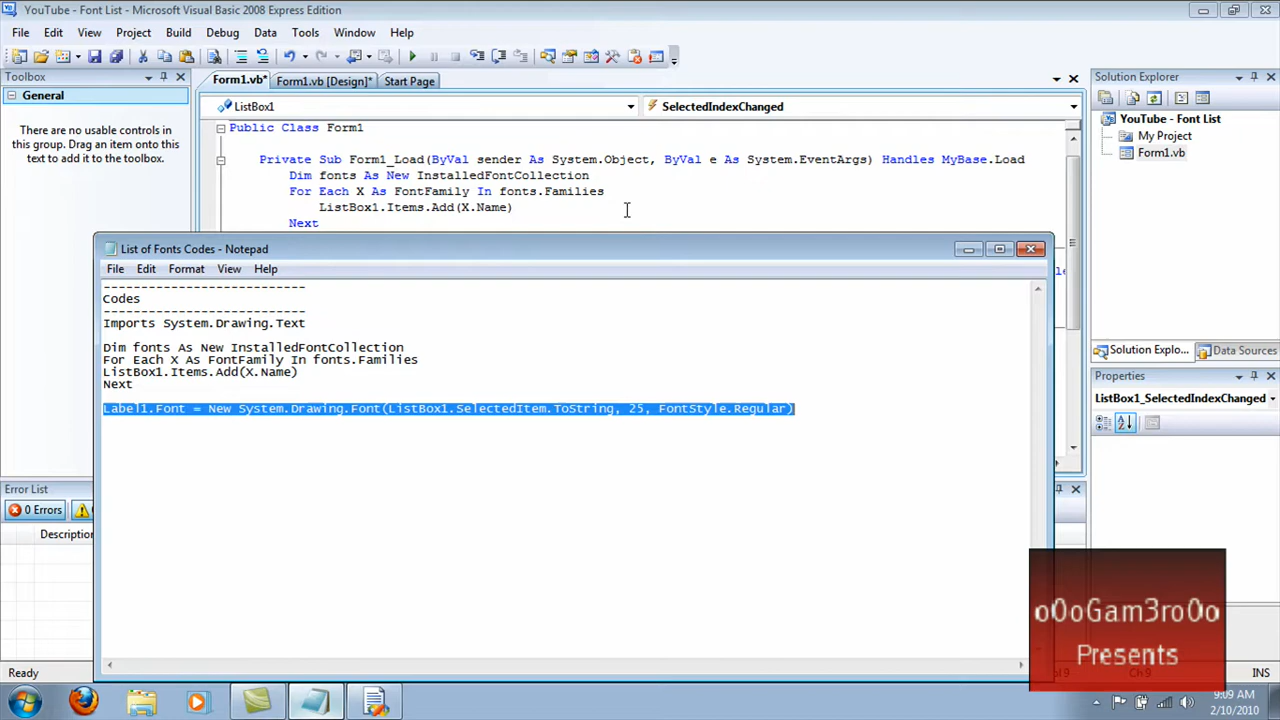 YouTube - Font List - Microsoft Visual Basic 2008 Express Edition
File Edit View Project Build Debug Data Tools Window Help
Toolbox
General
There are no usable controls in
this group. Drag an item onto this
text to add it to the toolbox.
Form1.vb* Form1.vb [Design]* Start Page
ListBox1 SelectedIndexChanged
Public Class Form1
Private Sub Form1_Load(ByVal sender As System.Object, ByVal e As System.EventArgs) Handles MyBase.Load
Dim fonts As New InstalledFontCollection
For Each X As FontFamily In fonts.Families
ListBox1.Items.Add(X.Name)
Next
Solution Explorer
YouTube - Font List
My Project
Form1.vb
Solution Explo... Data Sources
Properties
ListBox1_SelectedIndexChanged
List of Fonts Codes - Notepad
File Edit Format View Help
---------------------------
Codes
---------------------------
Imports System.Drawing.Text
Dim fonts As New InstalledFontCollection
For Each X As FontFamily In fonts.Families
ListBox1.Items.Add(X.Name)
Next
Label1.Font = New System.Drawing.Font(ListBox1.SelectedItem.ToString, 25, FontStyle.Regular)
Error List
0 Errors
Description
Ready
Ch 9
INS
o0oGam3ro0o
Presents
9:09 AM
2/10/2010